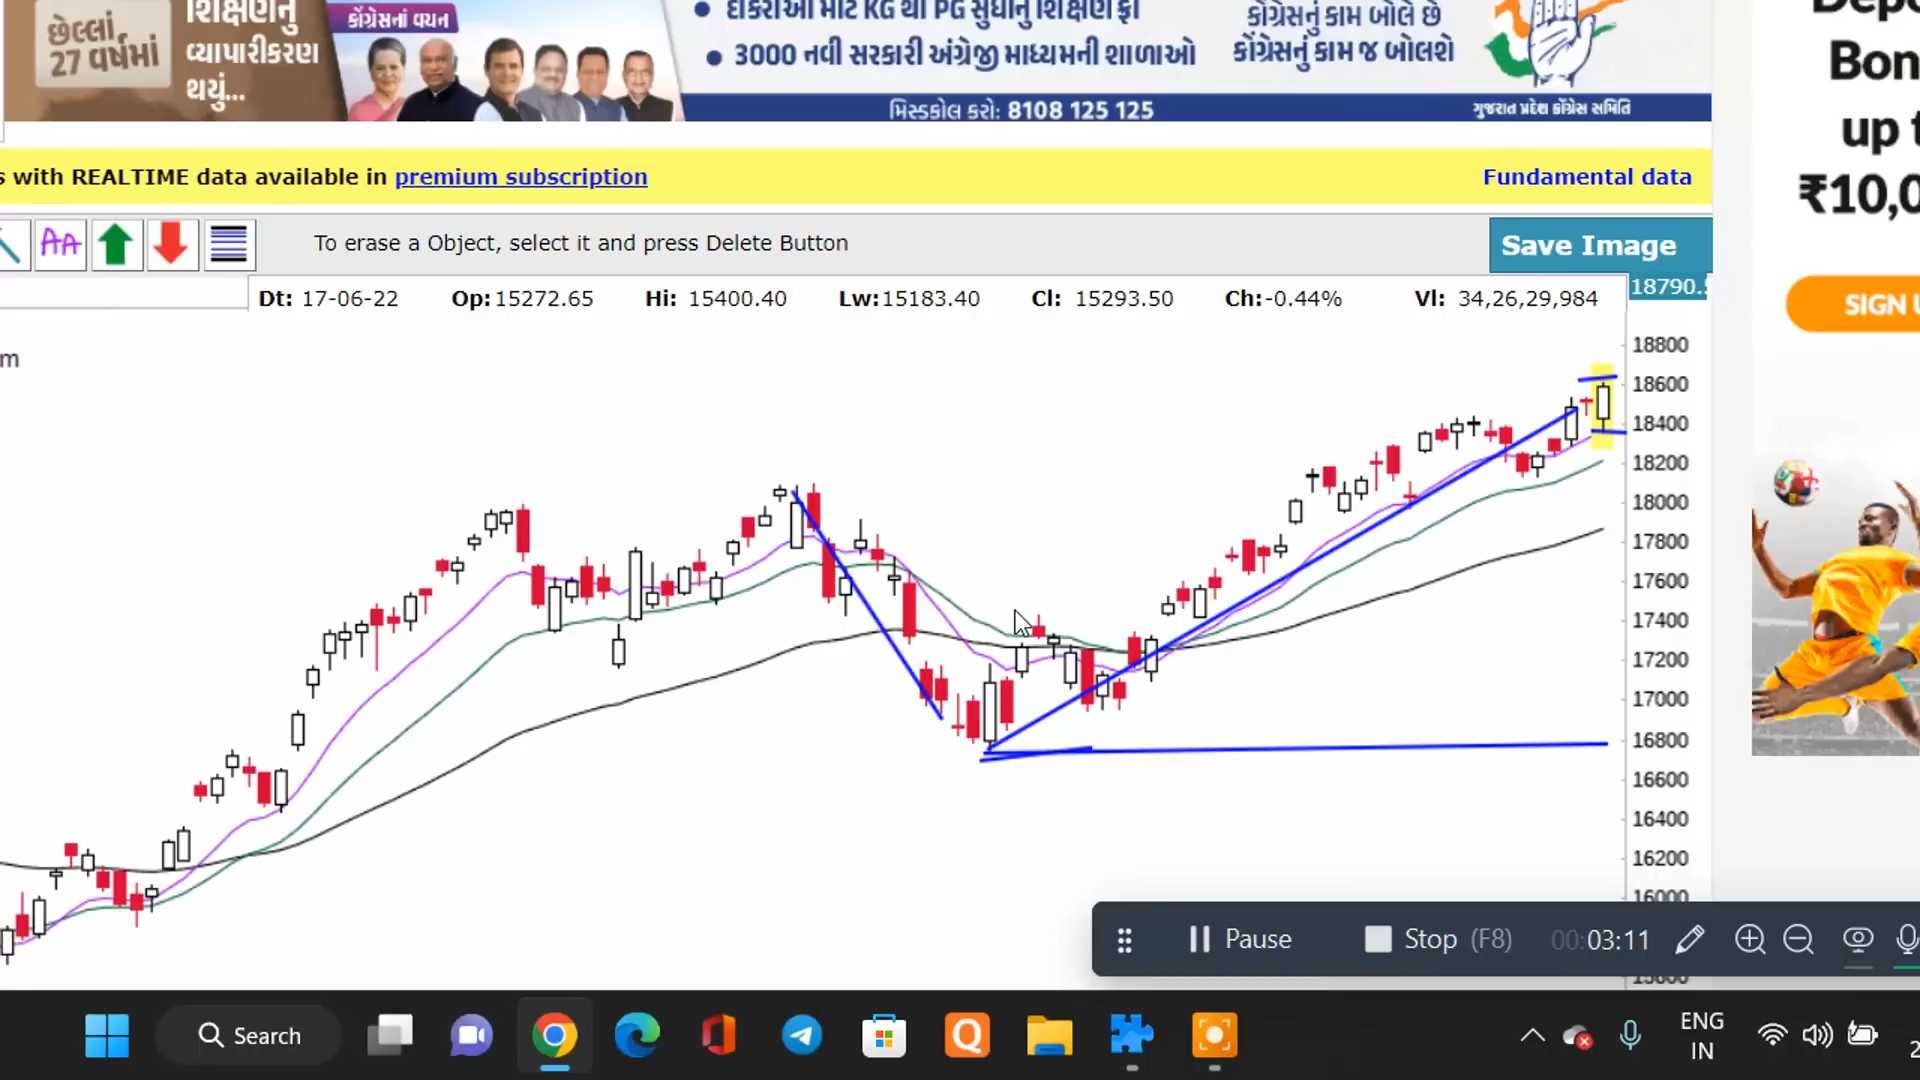 છેલ્લાં
27 વર્ષમાં
શિક્ષણનું
વ્યાપારીકરણ
થયું...
કોંગ્રેસનાં વચન
• દીકરીઓ માટે KG થી PG સુધીનું શિક્ષણ ફ્રી
• 3000 નવી સરકારી અંગ્રેજી માધ્યમની શાળાઓ
કોંગ્રેસનું કામ બોલે છે
કોંગ્રેસનું કામ જ બોલશે
મિસ્ડકોલ કરો: 8108 125 125
ગુજરાત પ્રદેશ કોંગ્રેસ સમિતિ
Bon
up t
₹10,0
SIGN U
s with REALTIME data available in premium subscription
Fundamental data
AA
To erase a Object, select it and press Delete Button
Save Image
Dt: 17-06-22 Op:15272.65 Hi: 15400.40 Lw:15183.40 Cl: 15293.50 Ch:-0.44% Vl: 34,26,29,984
18790.5
m
18800
18600
18400
18200
18000
17800
17600
17400
17200
17000
16800
16600
16400
16200
16000
Pause
Stop (F8)
00:03:11
Search
Q
ENG
IN